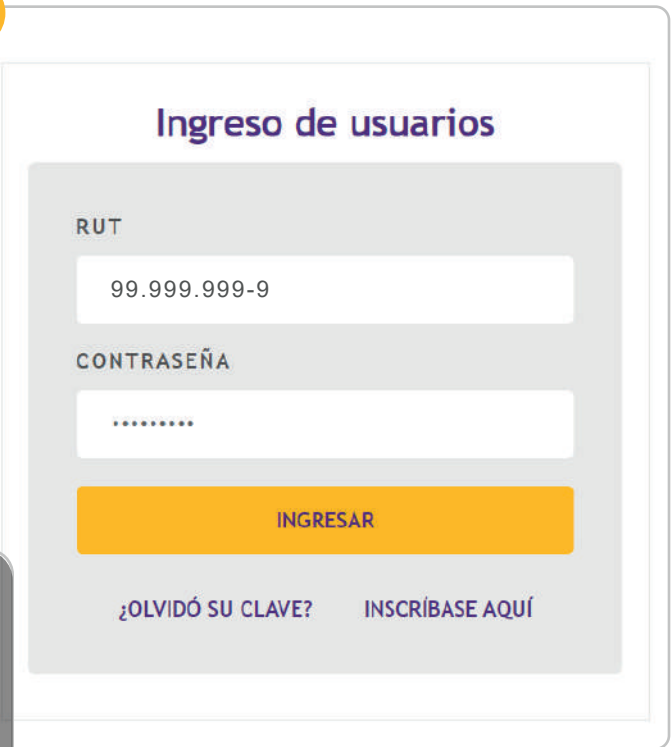 Ingreso de usuarios
RUT
99.999.999-9
CONTRASEÑA
•••••••••
INGRESAR
¿OLVIDÓ SU CLAVE? INSCRÍBASE AQUÍ